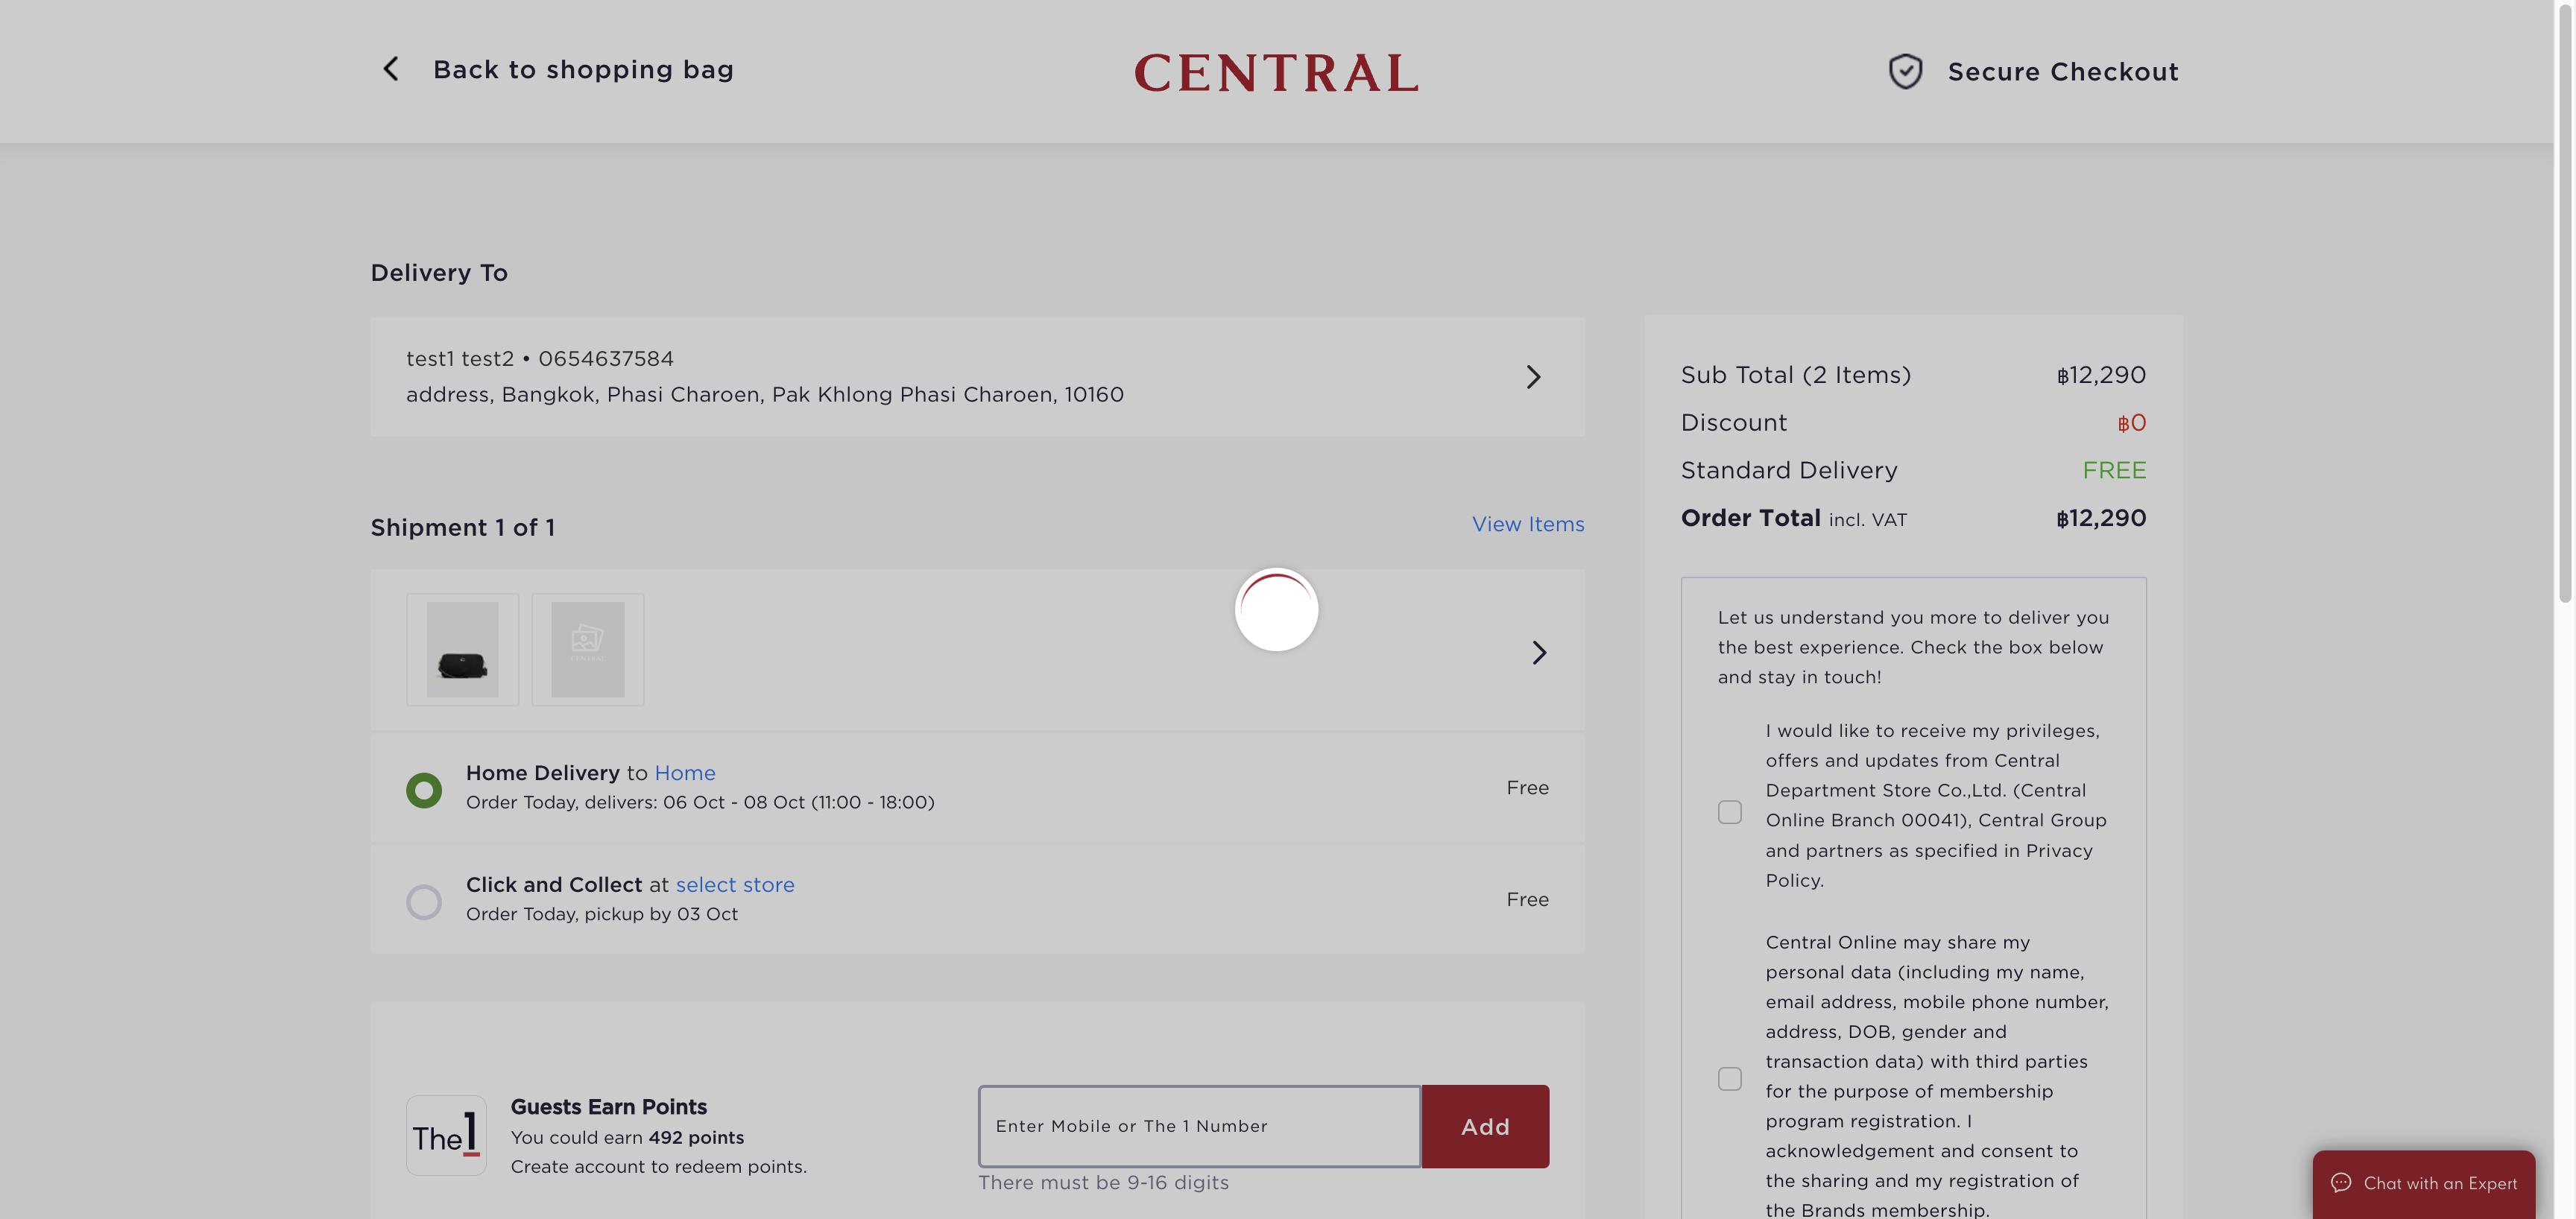 Back to shopping bag
CENTRAL
Secure Checkout
Delivery To
test1 test2 • 0654637584
address, Bangkok, Phasi Charoen, Pak Khlong Phasi Charoen, 10160
Shipment 1 of 1
View Items
CENTRAL
Home Delivery to Home
Order Today, delivers: 06 Oct - 08 Oct (11:00 - 18:00)
Free
Click and Collect at select store
Order Today, pickup by 03 Oct
Free
The 1
Guests Earn Points
You could earn 492 points
Create account to redeem points.
Enter Mobile or The 1 Number
Add
There must be 9-16 digits
Sub Total (2 Items) ฿12,290
Discount ฿0
Standard Delivery FREE
Order Total incl. VAT ฿12,290
Let us understand you more to deliver you
the best experience. Check the box below
and stay in touch!
I would like to receive my privileges,
offers and updates from Central
Department Store Co.,Ltd. (Central
Online Branch 00041), Central Group
and partners as specified in Privacy
Policy.
Central Online may share my
personal data (including my name,
email address, mobile phone number,
address, DOB, gender and
transaction data) with third parties
for the purpose of membership
program registration. I
acknowledgement and consent to
the sharing and my registration of
the Brands membership.
Chat with an Expert